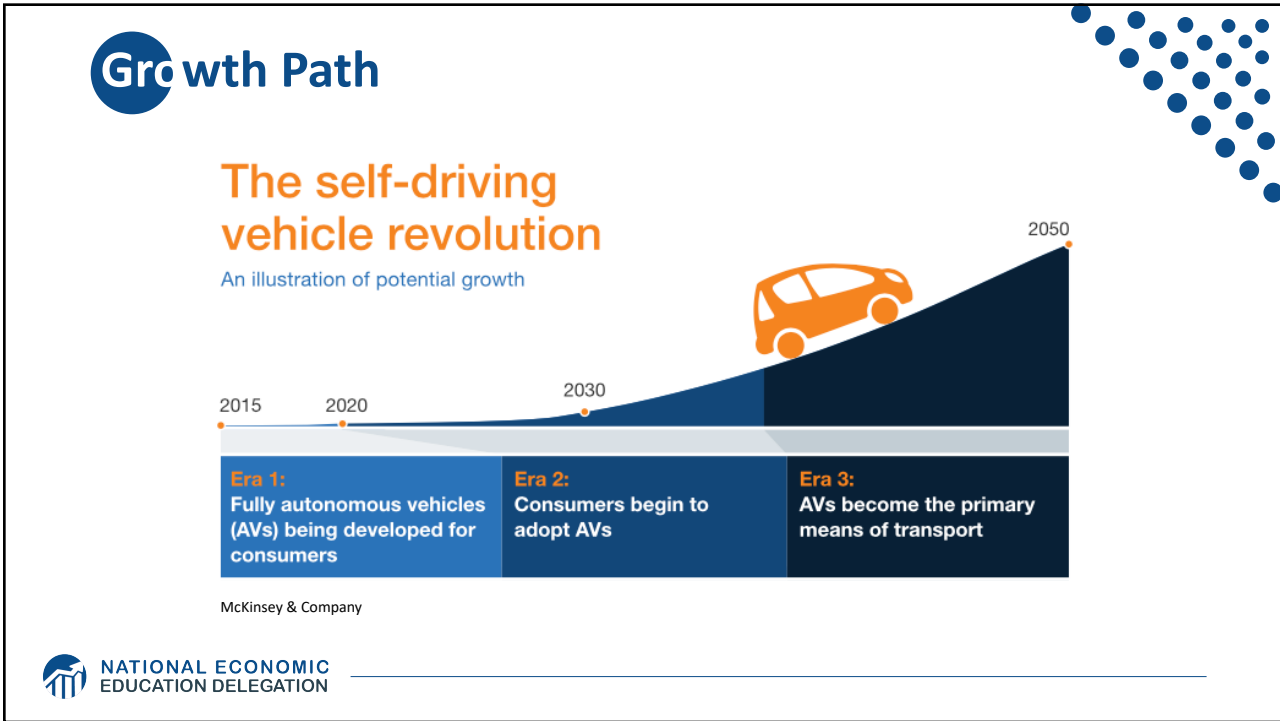 Growth Path
The self-driving
vehicle revolution
An illustration of potential growth
2015
2020
2030
2050
Era 1:
Fully autonomous vehicles
(AVs) being developed for
consumers
Era 2:
Consumers begin to
adopt AVs
Era 3:
AVs become the primary
means of transport
McKinsey & Company
NATIONAL ECONOMIC
EDUCATION DELEGATION